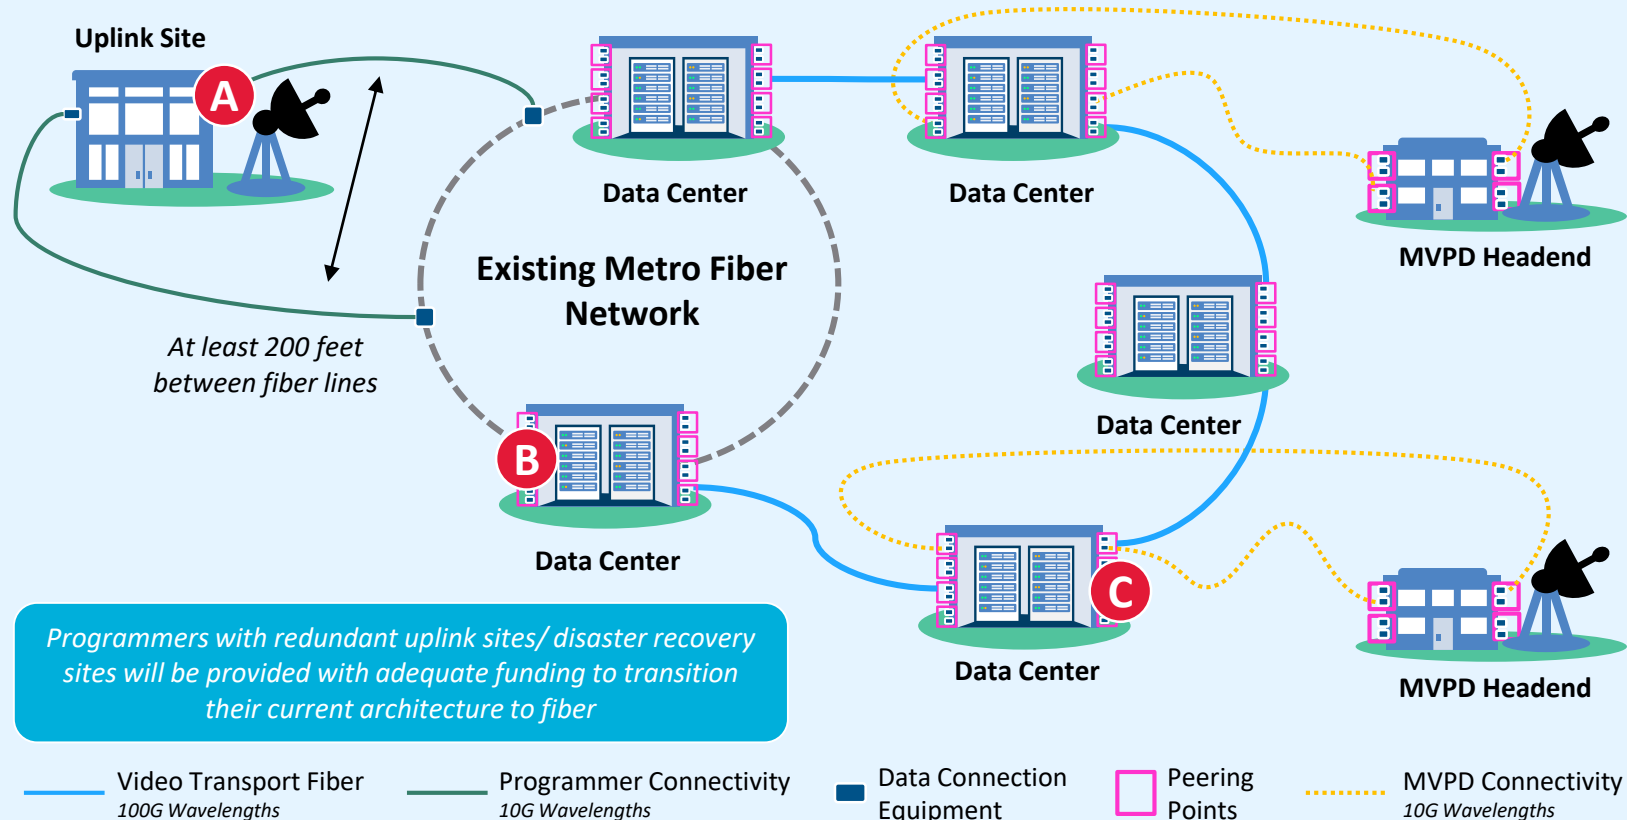 Uplink Site
A
Data Center
Data Center
MVPD Headend
Existing Metro Fiber
Network
At least 200 feet
between fiber lines
Data Center
B
Data Center
C
Data Center
MVPD Headend
Programmers with redundant uplink sites/ disaster recovery
sites will be provided with adequate funding to transition
their current architecture to fiber
Video Transport Fiber
100G Wavelengths
Programmer Connectivity
10G Wavelengths
Data Connection
Equipment
Peering
Points
MVPD Connectivity
10G Wavelengths